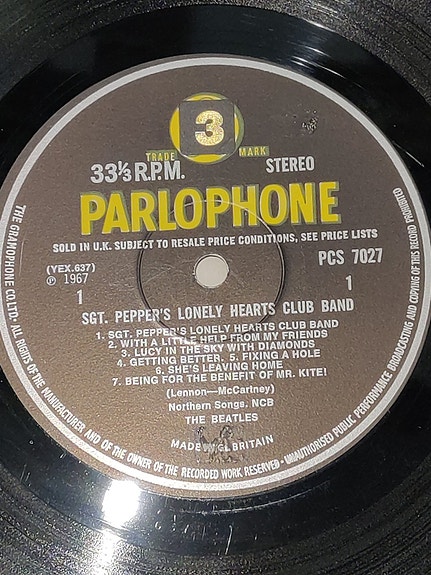 3
TRADE MARK
33⅓ R.P.M. STEREO
PARLOPHONE
SOLD IN U.K. SUBJECT TO RESALE PRICE CONDITIONS, SEE PRICE LISTS
(YEX.637) PCS 7027
℗ 1967
1 1
SGT. PEPPER'S LONELY HEARTS CLUB BAND
1. SGT. PEPPER'S LONELY HEARTS CLUB BAND
2. WITH A LITTLE HELP FROM MY FRIENDS
3. LUCY IN THE SKY WITH DIAMONDS
4. GETTING BETTER. 5. FIXING A HOLE
6. SHE'S LEAVING HOME
7. BEING FOR THE BENEFIT OF MR. KITE!
(Lennon—McCartney)
Northern Songs. NCB
THE BEATLES
MADE IN GT. BRITAIN
THE GRAMOPHONE CO. LTD. ALL RIGHTS OF THE MANUFACTURER AND OF THE OWNER OF THE RECORDED WORK RESERVED - UNAUTHORISED PUBLIC PERFORMANCE BROADCASTING AND COPYING OF THIS RECORD PROHIBITED